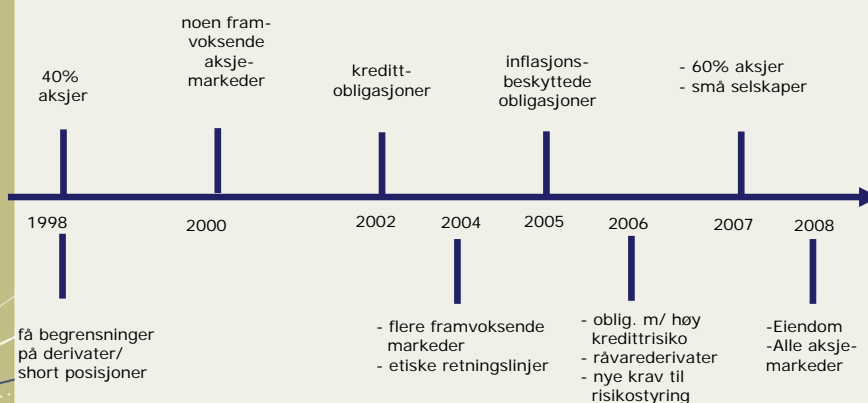 40%
aksjer
noen fram-
voksende
aksje-
markeder
kreditt-
obligasjoner
inflasjons-
beskyttede
obligasjoner
- 60% aksjer
- små selskaper
1998
2000
2002
2004
2005
2006
2007
2008
få begrensninger
på derivater/
short posisjoner
- flere framvoksende
markeder
- etiske retningslinjer
- oblig. m/ høy
kredittrisiko
- råvarederivater
- nye krav til
risikostyring
-Eiendom
-Alle aksje-
markeder